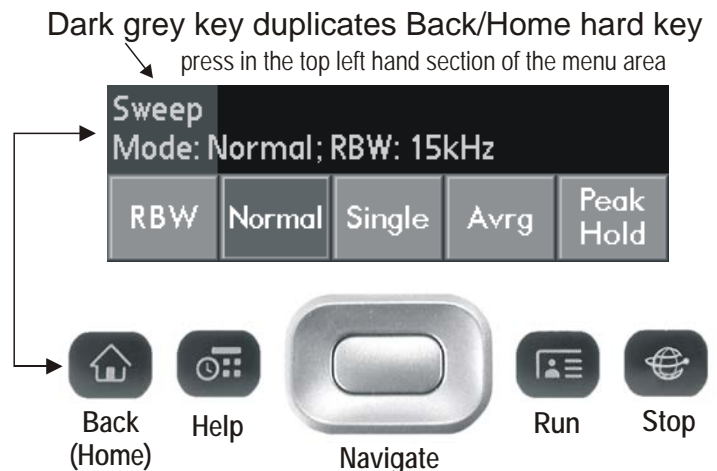 Dark grey key duplicates Back/Home hard key
press in the top left hand section of the menu area
Sweep
Mode: Normal; RBW: 15kHz
RBW Normal Single Avrg Peak
Hold
Back
(Home)
Help
Navigate
Run
Stop